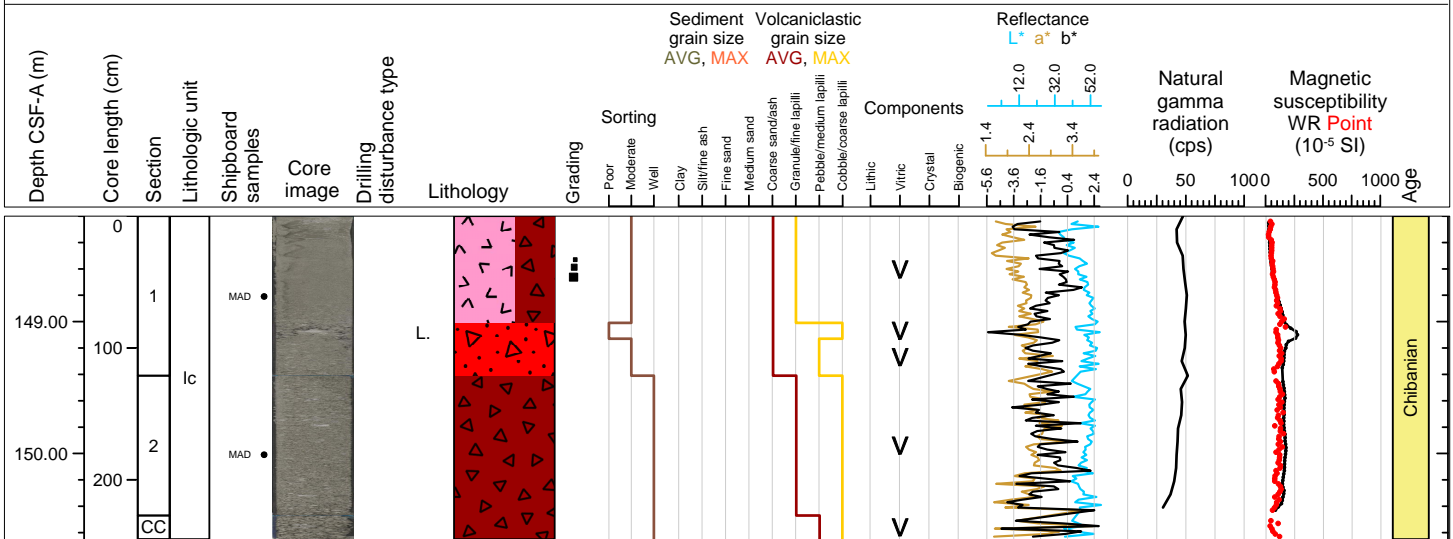 Depth CSF-A (m)
Core length (cm)
Section
Lithologic unit
Shipboard
samples
Core
image
Drilling
disturbance type
Lithology
Grading
Sorting
Poor
Moderate
Well
Sediment
grain size
AVG, MAX
Volcaniclastic
grain size
AVG, MAX
Clay
Silt/fine ash
Fine sand
Medium sand
Coarse sand/ash
Granule/fine lapilli
Pebble/medium lapilli
Cobble/coarse lapilli
Components
Lithic
Vitric
Crystal
Biogenic
Reflectance
L* a* b*
12.0 32.0 52.0
1.4 2.4 3.4
-5.6 -3.6 -1.6 0.4 2.4
Natural
gamma
radiation
(cps)
0 50 100
Magnetic
susceptibility
WR Point
(10-5 SI)
0 500 1000
Age
0
100
200
149.00
150.00
1
2
CC
Ic
MAD
MAD
L.
V
V
V
V
V
Chibanian